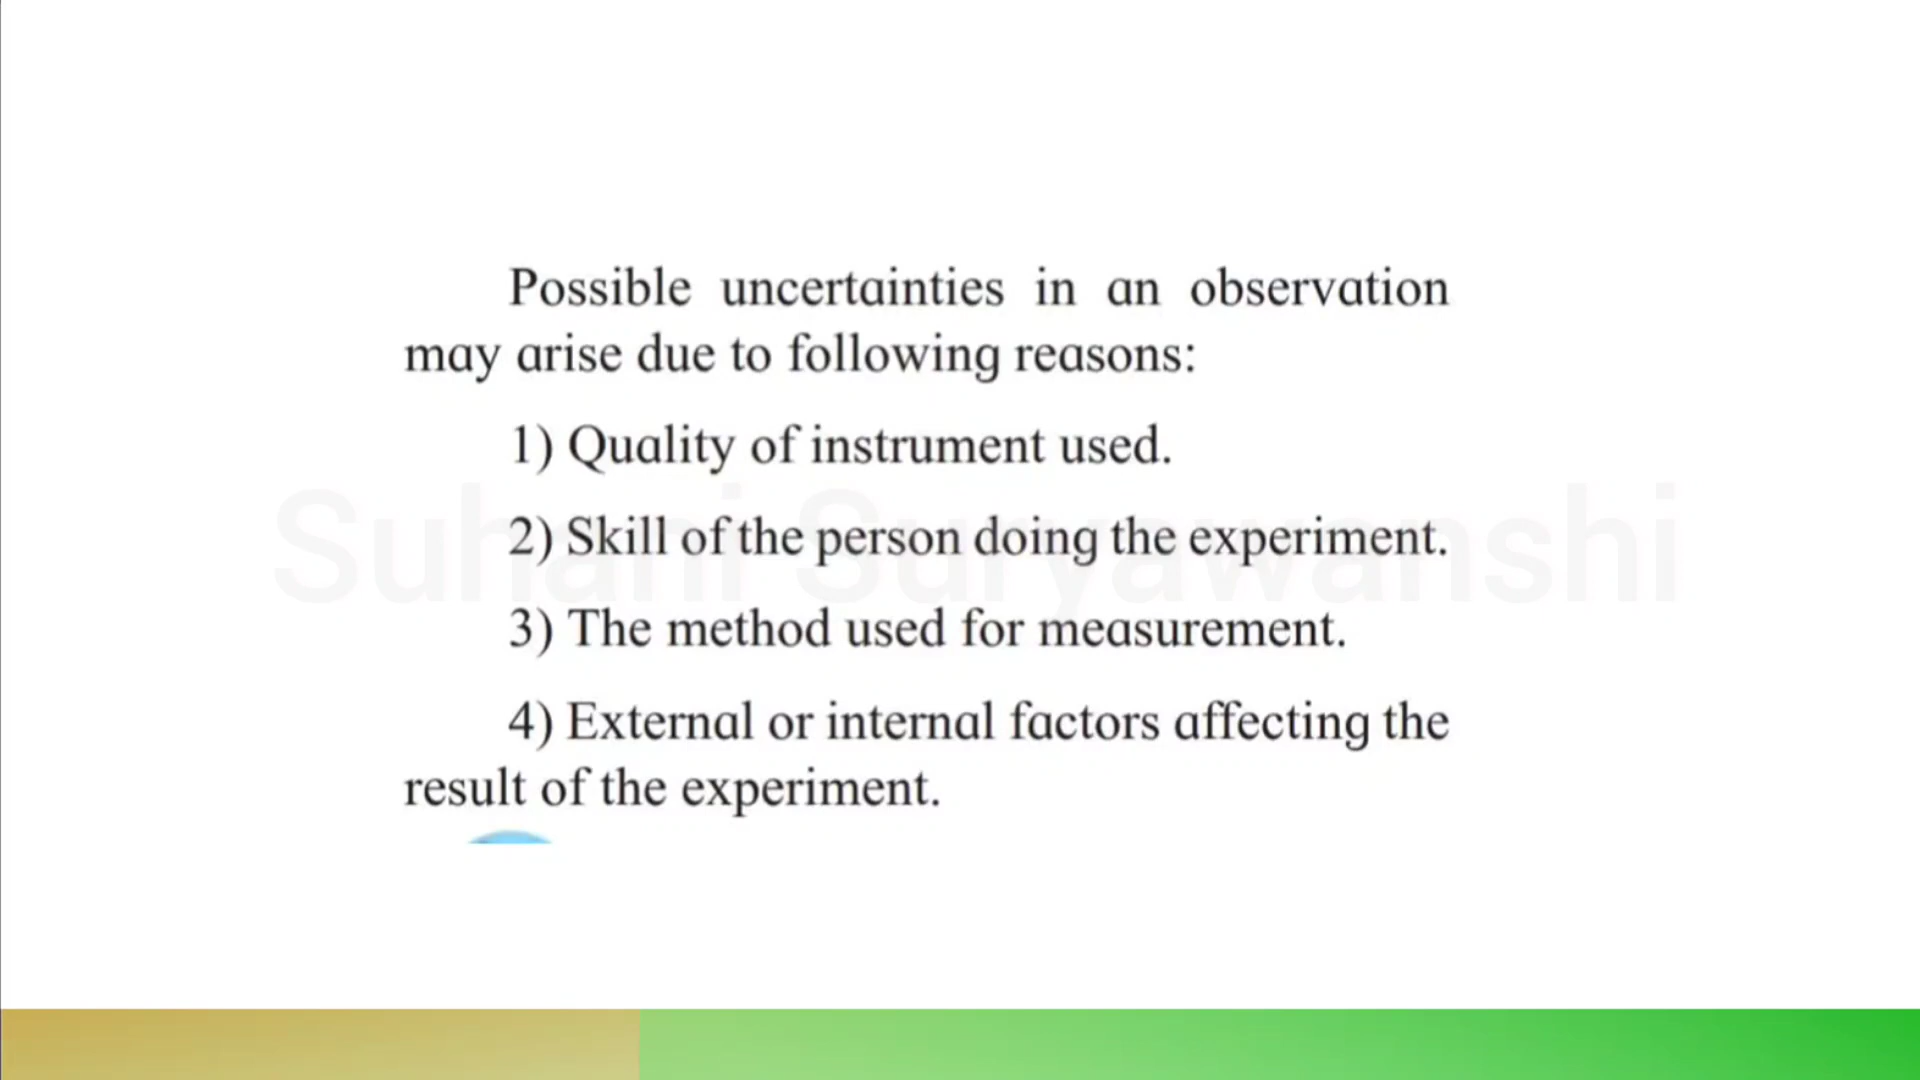 Possible uncertainties in an observation
may arise due to following reasons:
1) Quality of instrument used.
2) Skill of the person doing the experiment.
Suhani Suryawanshi
3) The method used for measurement.
4) External or internal factors affecting the
result of the experiment.